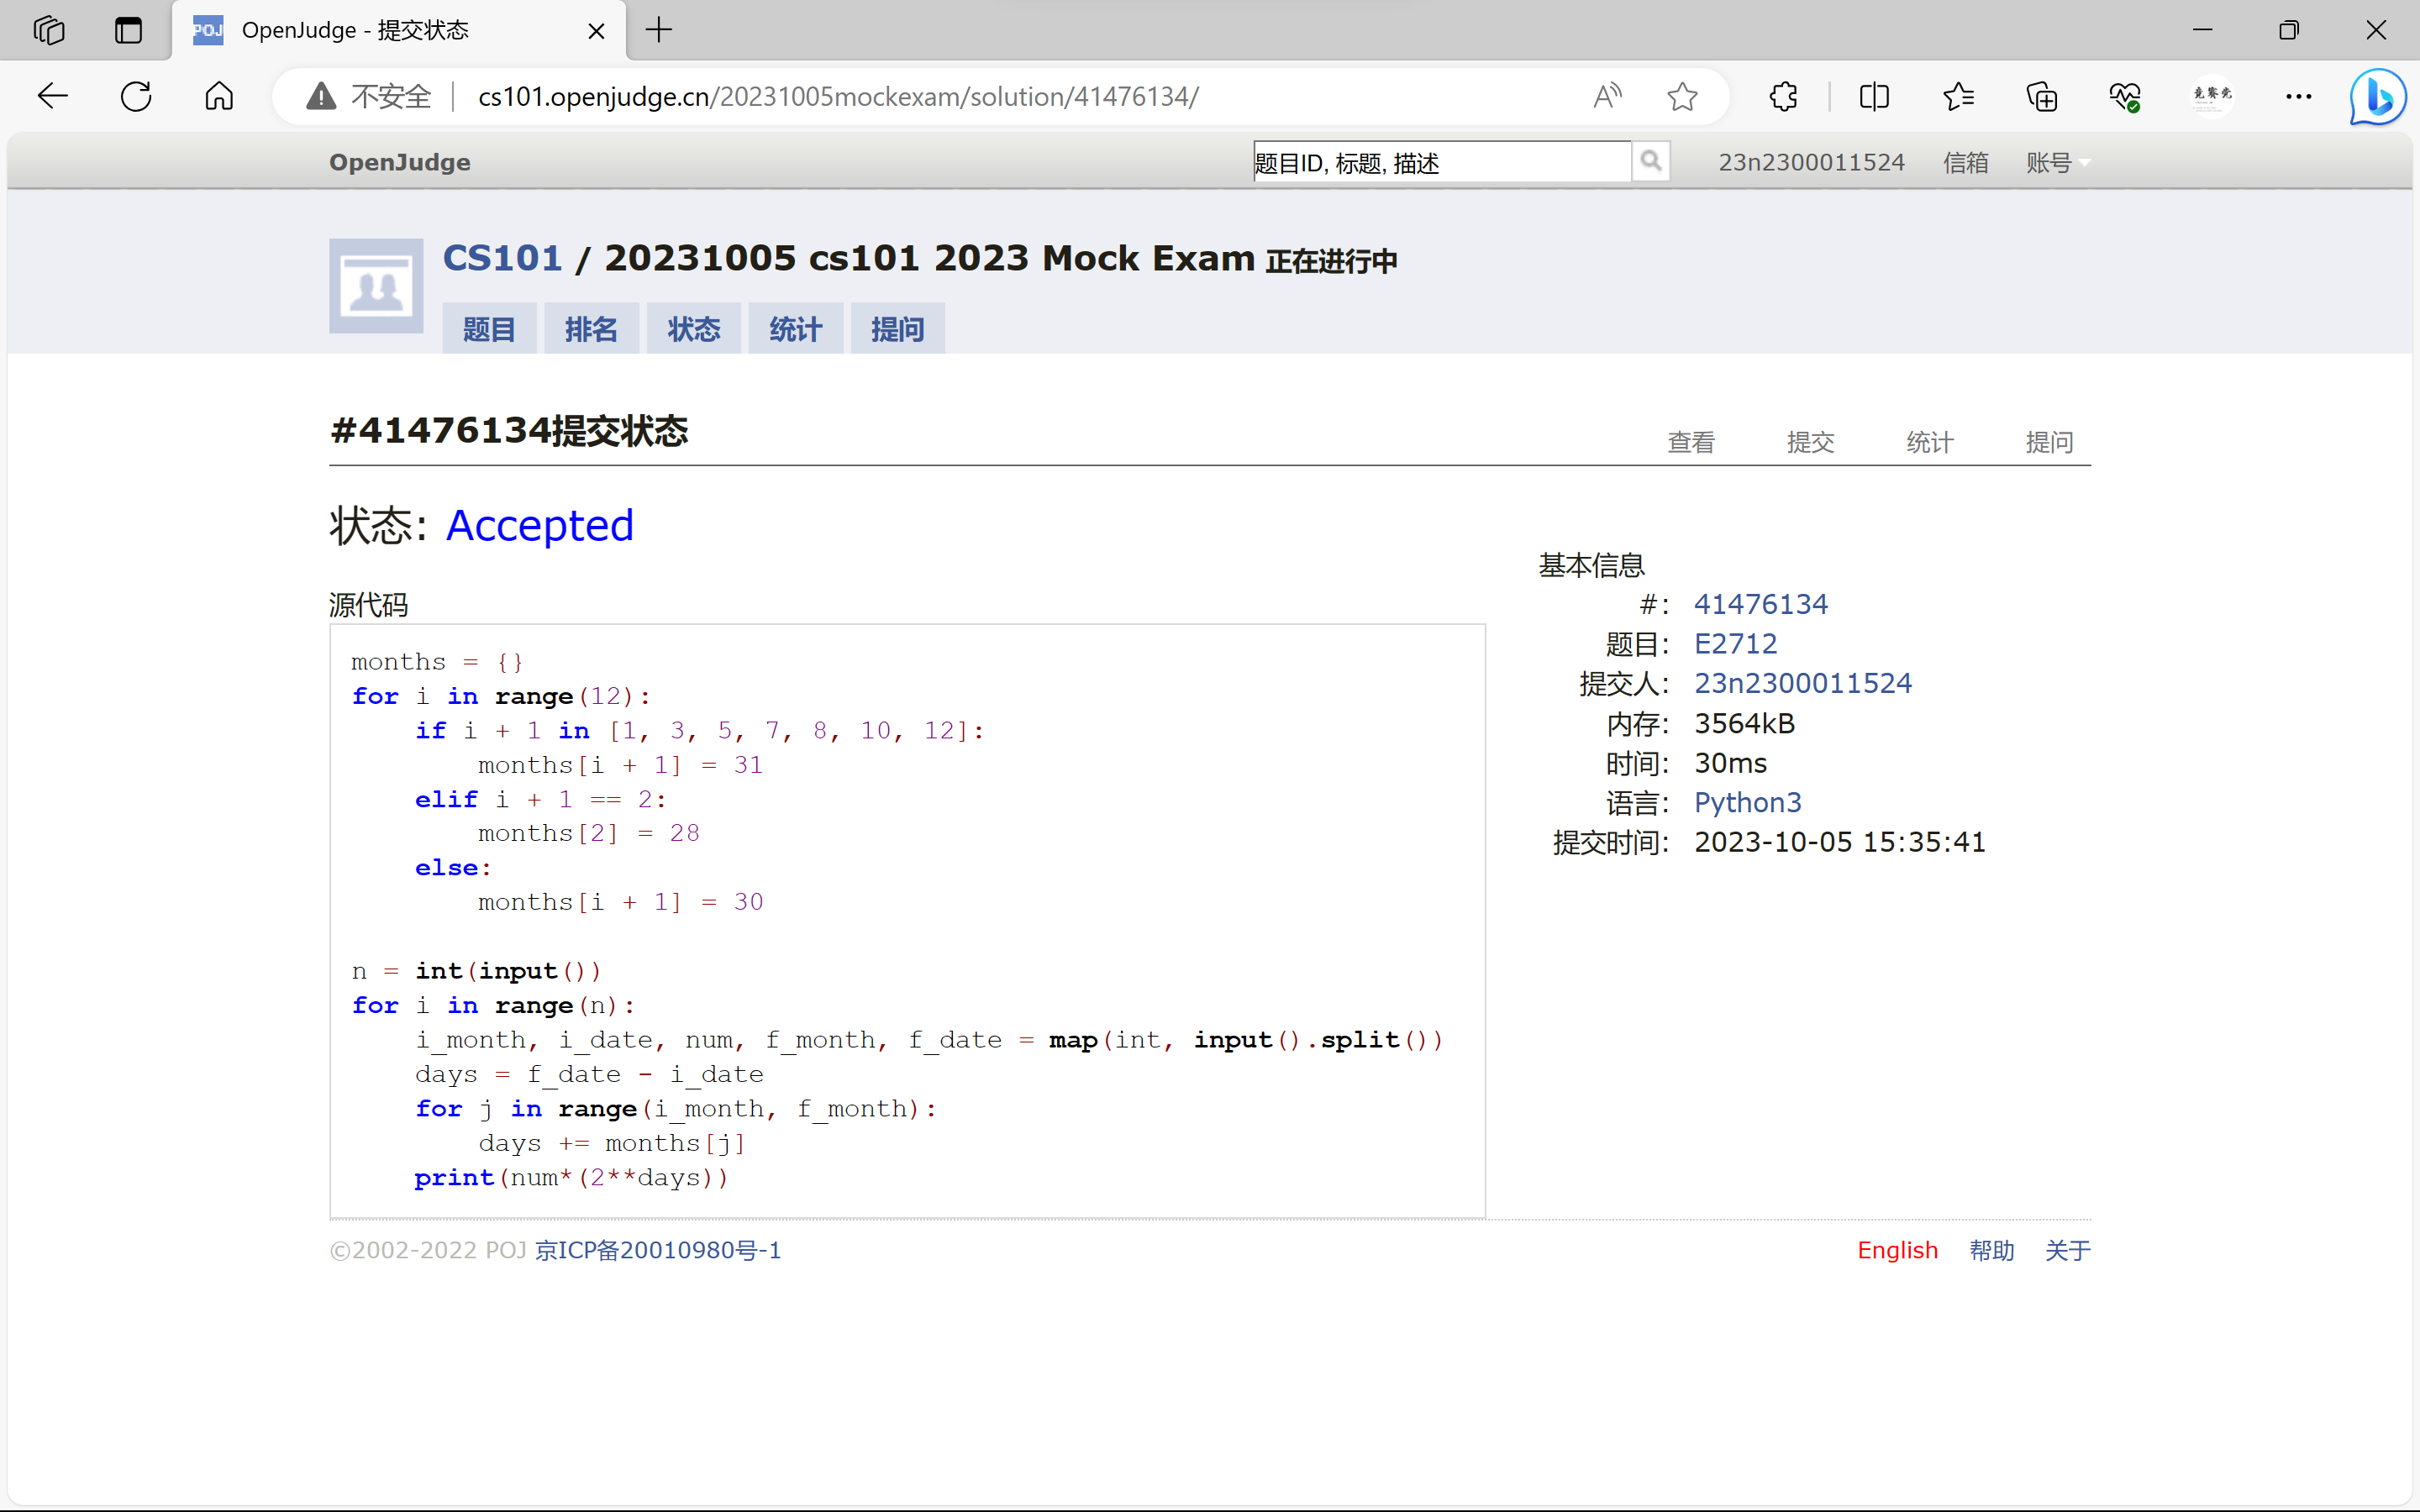 POJ OpenJudge - 提交状态
不安全 cs101.openjudge.cn/20231005mockexam/solution/41476134/
OpenJudge 题目ID, 标题, 描述 23n2300011524 信箱 账号
CS101 / 20231005 cs101 2023 Mock Exam 正在进行中
题目 排名 状态 统计 提问
#41476134提交状态 查看 提交 统计 提问
状态: Accepted
源代码
months = {}
for i in range(12):
    if i + 1 in [1, 3, 5, 7, 8, 10, 12]:
        months[i + 1] = 31
    elif i + 1 == 2:
        months[2] = 28
    else:
        months[i + 1] = 30
n = int(input())
for i in range(n):
    i_month, i_date, num, f_month, f_date = map(int, input().split())
    days = f_date - i_date
    for j in range(i_month, f_month):
        days += months[j]
    print(num*(2**days))
基本信息
#: 41476134
题目: E2712
提交人: 23n2300011524
内存: 3564kB
时间: 30ms
语言: Python3
提交时间: 2023-10-05 15:35:41
©2002-2022 POJ 京ICP备20010980号-1 English 帮助 关于